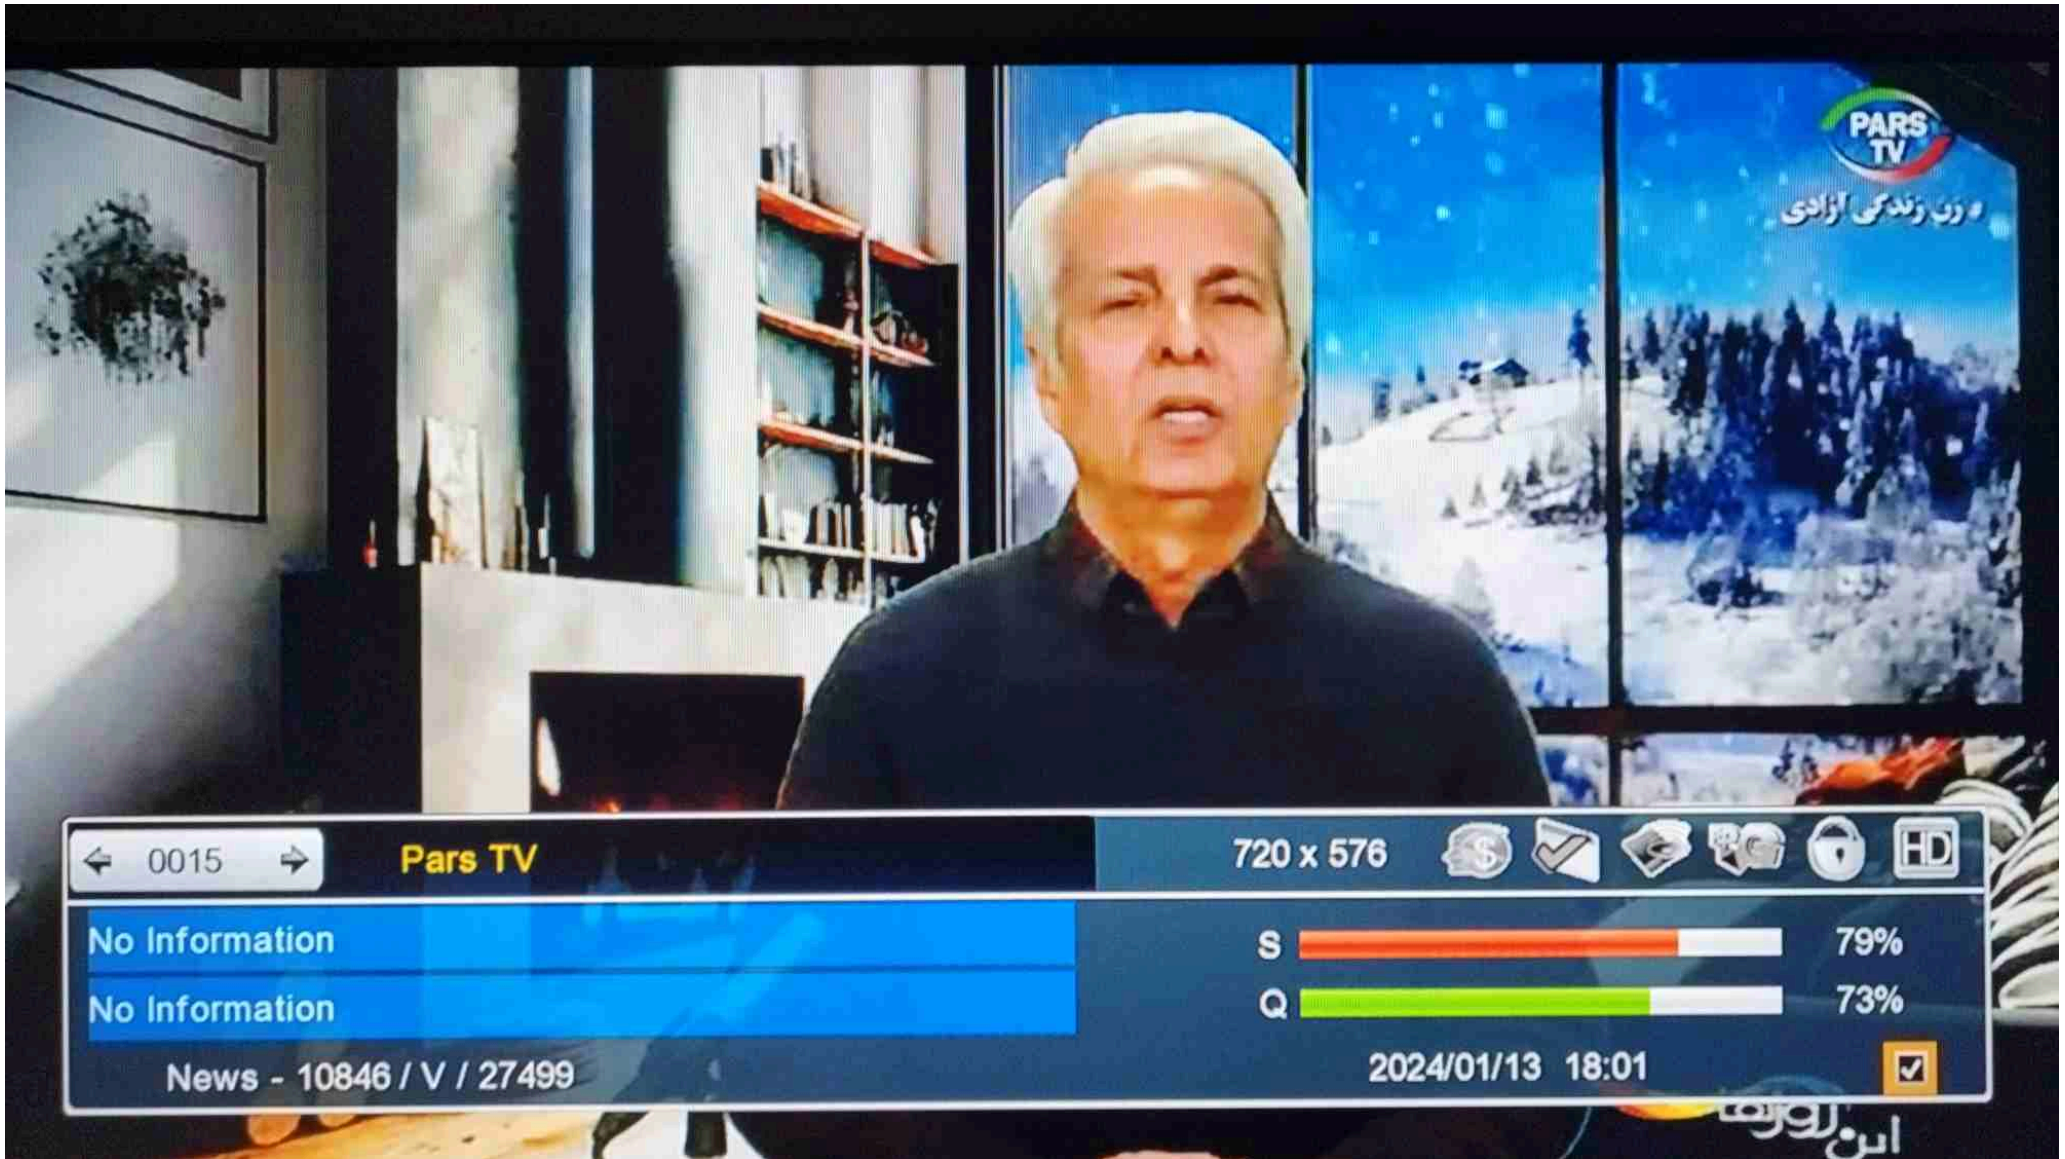 PARS
TV
# زن زندگی آزادی
0015
Pars TV
720 x 576
$
HD
No Information
S
79%
No Information
Q
73%
News - 10846 / V / 27499
2024/01/13 18:01
این روزها